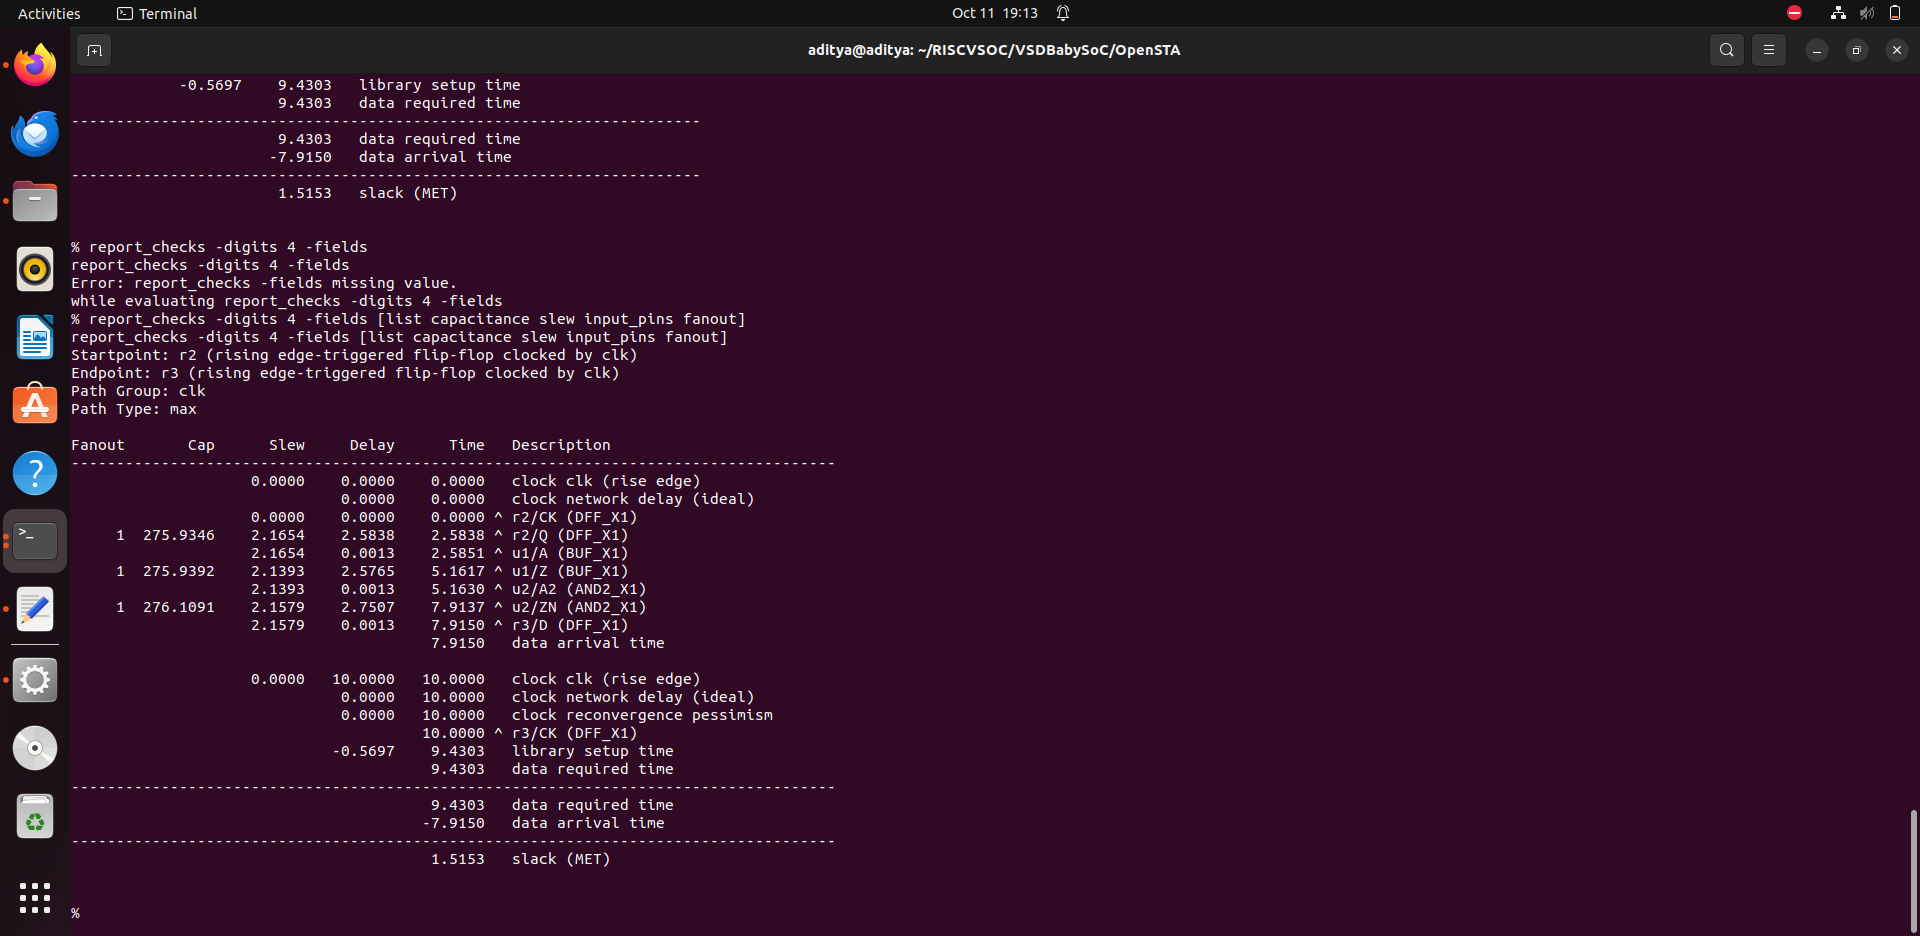 Activities
Terminal
Oct 11 19:13
aditya@aditya: ~/RISCVSOC/VSDBabySoC/OpenSTA
-0.5697 9.4303 library setup time
9.4303 data required time
----------------------------------------------------------------------
9.4303 data required time
-7.9150 data arrival time
----------------------------------------------------------------------
1.5153 slack (MET)
% report_checks -digits 4 -fields
report_checks -digits 4 -fields
Error: report_checks -fields missing value.
while evaluating report_checks -digits 4 -fields
% report_checks -digits 4 -fields [list capacitance slew input_pins fanout]
report_checks -digits 4 -fields [list capacitance slew input_pins fanout]
Startpoint: r2 (rising edge-triggered flip-flop clocked by clk)
Endpoint: r3 (rising edge-triggered flip-flop clocked by clk)
Path Group: clk
Path Type: max
Fanout Cap Slew Delay Time Description
-------------------------------------------------------------------------------------
0.0000 0.0000 0.0000 clock clk (rise edge)
0.0000 0.0000 clock network delay (ideal)
0.0000 0.0000 0.0000 ^ r2/CK (DFF_X1)
1 275.9346 2.1654 2.5838 2.5838 ^ r2/Q (DFF_X1)
2.1654 0.0013 2.5851 ^ u1/A (BUF_X1)
1 275.9392 2.1393 2.5765 5.1617 ^ u1/Z (BUF_X1)
2.1393 0.0013 5.1630 ^ u2/A2 (AND2_X1)
1 276.1091 2.1579 2.7507 7.9137 ^ u2/ZN (AND2_X1)
2.1579 0.0013 7.9150 ^ r3/D (DFF_X1)
7.9150 data arrival time
0.0000 10.0000 10.0000 clock clk (rise edge)
0.0000 10.0000 clock network delay (ideal)
0.0000 10.0000 clock reconvergence pessimism
10.0000 ^ r3/CK (DFF_X1)
-0.5697 9.4303 library setup time
9.4303 data required time
-------------------------------------------------------------------------------------
9.4303 data required time
-7.9150 data arrival time
-------------------------------------------------------------------------------------
1.5153 slack (MET)
%